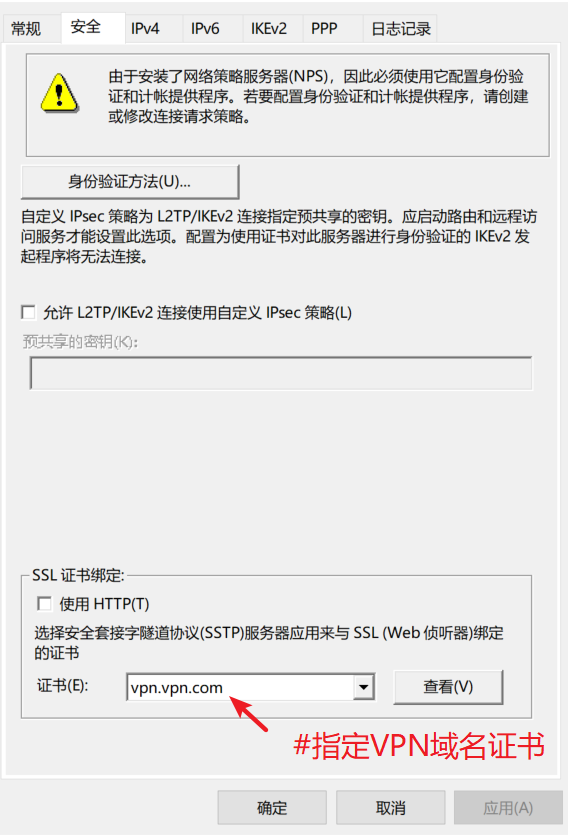 常规 安全 IPv4 IPv6 IKEv2 PPP 日志记录
由于安装了网络策略服务器(NPS)，因此必须使用它配置身份验
证和计帐提供程序。若要配置身份验证和计帐提供程序，请创建
或修改连接请求策略。
身份验证方法(U)...
自定义 IPsec 策略为 L2TP/IKEv2 连接指定预共享的密钥。应启动路由和远程访
问服务才能设置此选项。配置为使用证书对此服务器进行身份验证的 IKEv2 发
起程序将无法连接。
允许 L2TP/IKEv2 连接使用自定义 IPsec 策略(L)
预共享的密钥(K):
SSL 证书绑定:
使用 HTTP(T)
选择安全套接字隧道协议(SSTP)服务器应用来与 SSL (Web 侦听器)绑定
的证书
证书(E): vpn.vpn.com 查看(V)
#指定VPN域名证书
确定 取消 应用(A)